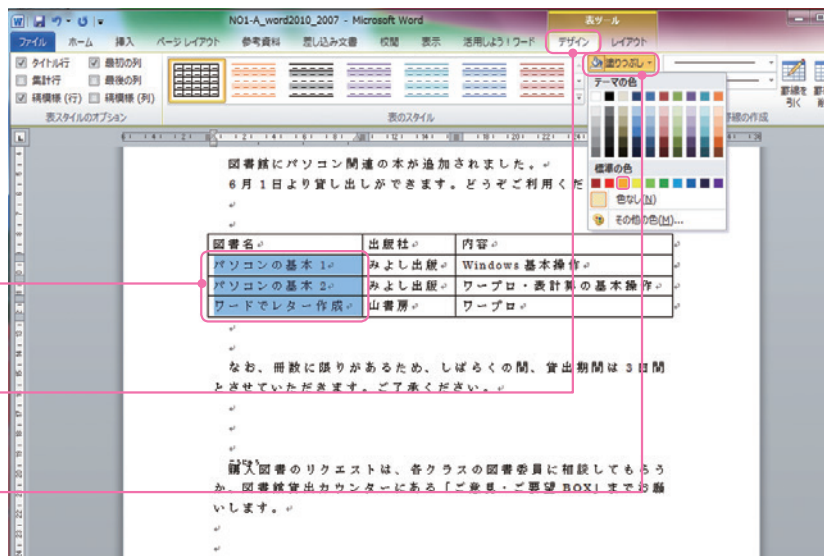 NO1-A_word2010_2007 - Microsoft Word
表ツール
ファイル ホーム 挿入 ページ レイアウト 参考資料 差し込み文書 校閲 表示 活用しよう!ワード デザイン レイアウト
タイトル行 最初の列
集計行 最後の列
縞模様 (行) 縞模様 (列)
表スタイルのオプション
表のスタイル
塗りつぶし
テーマの色
標準の色
色なし(N)
その他の色(M)...
罫線を
引く
罫線の作成
図書館にパソコン関連の本が追加されました。
6月1日より貸し出しができます。どうぞご利用くだ
図書名 出版社 内容
パソコンの基本 1 みよし出版 Windows 基本操作
パソコンの基本 2 みよし出版 ワープロ・表計算の基本操作
ワードでレター作成 山書房 ワープロ
なお、冊数に限りがあるため、しばらくの間、貸出期間は3日間
とさせていただきます。ご了承ください。
購入図書のリクエストは、各クラスの図書委員に相談してもらう
か、図書館貸出カウンターにある「ご意見・ご要望 BOX」までお願
いします。